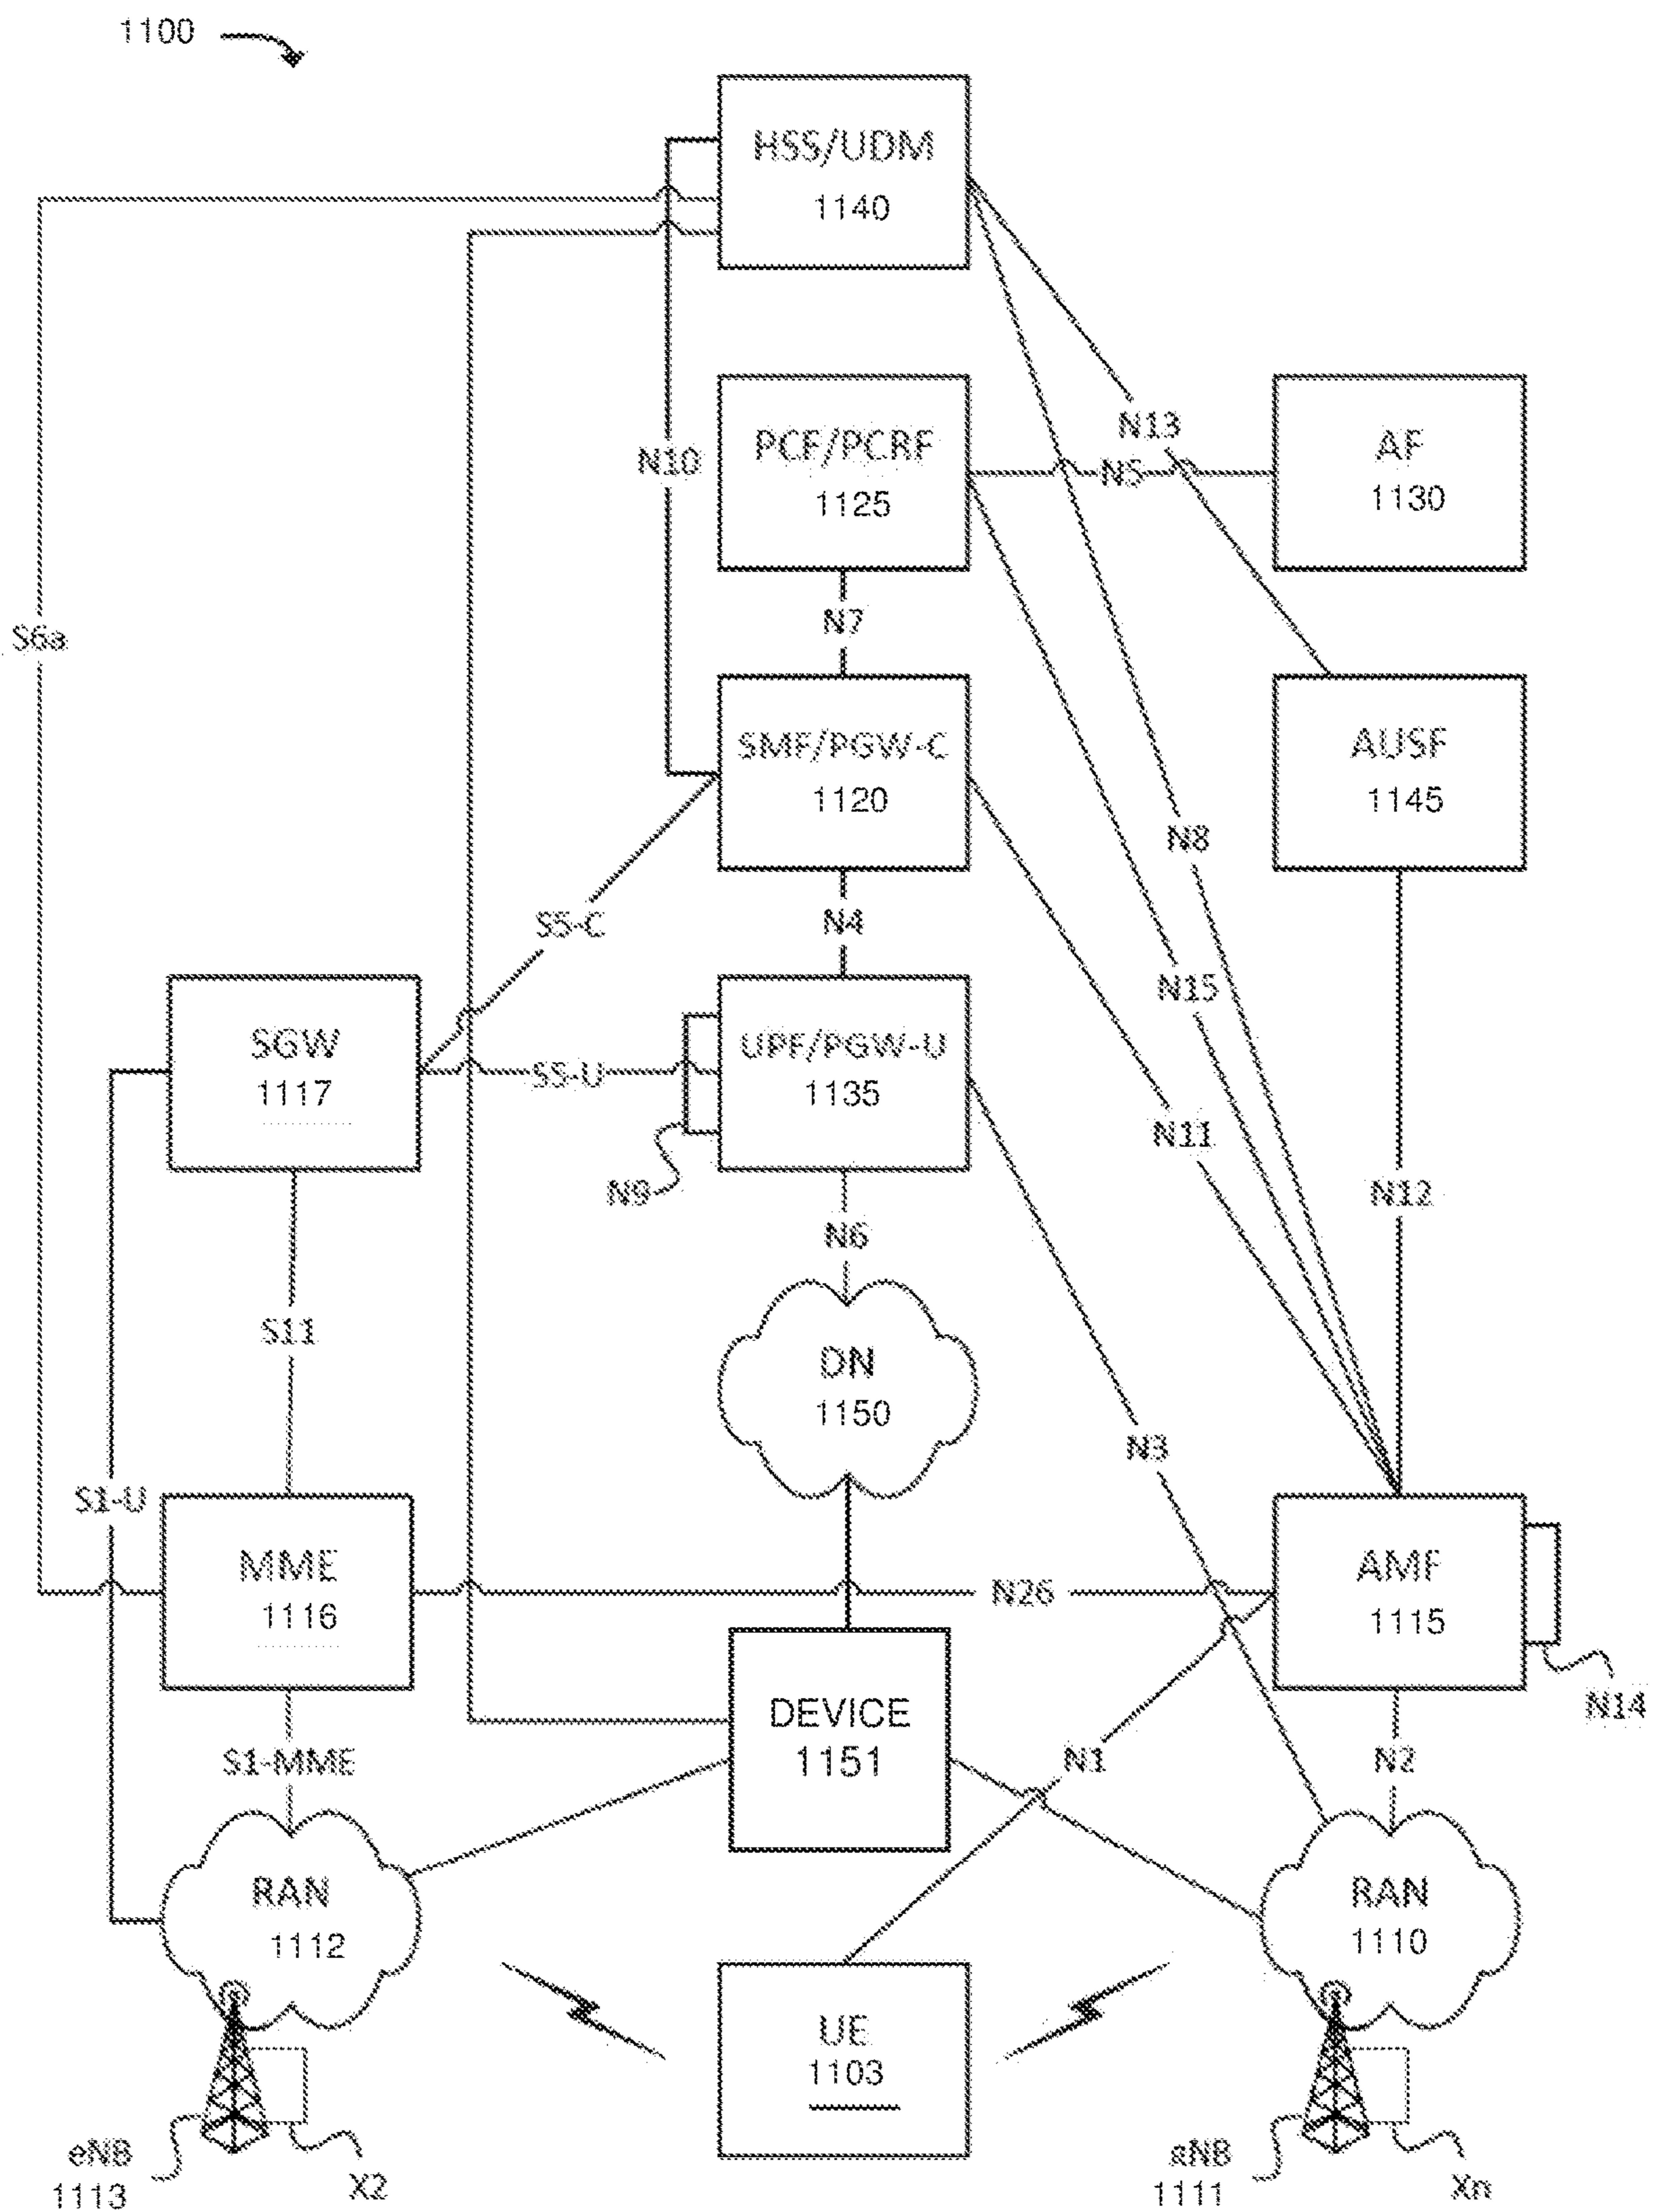 1100
HSS/UDM
1140
N13
PCF/PCRF
1125
N5
AF
1130
N10
N7
S6a
SMF/PGW-C
1120
AUSF
1145
N8
S5-C
N4
N15
SGW
1117
S5-U
UPF/PGW-U
1135
N11
N9
N12
N6
S11
DN
1150
N3
S1-U
MME
1116
N26
AMF
1115
N14
DEVICE
1151
S1-MME
N1
N2
RAN
1112
RAN
1110
UE
1103
eNB
1113
X2
gNB
1111
Xn